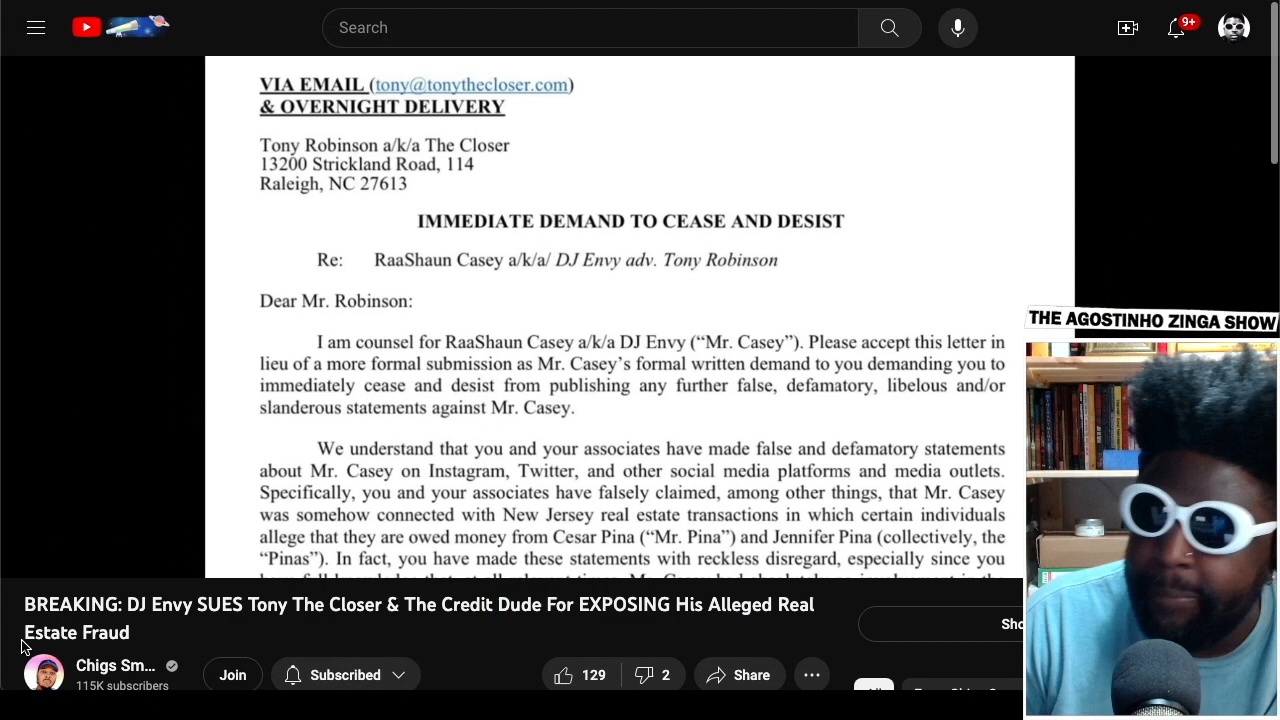 Search
9+
VIA EMAIL (tony@tonythecloser.com)
& OVERNIGHT DELIVERY
Tony Robinson a/k/a The Closer
13200 Strickland Road, 114
Raleigh, NC 27613
IMMEDIATE DEMAND TO CEASE AND DESIST
Re: RaaShaun Casey a/k/a/ DJ Envy adv. Tony Robinson
Dear Mr. Robinson:
I am counsel for RaaShaun Casey a/k/a DJ Envy (“Mr. Casey”). Please accept this letter in
lieu of a more formal submission as Mr. Casey’s formal written demand to you demanding you to
immediately cease and desist from publishing any further false, defamatory, libelous and/or
slanderous statements against Mr. Casey.
We understand that you and your associates have made false and defamatory statements
about Mr. Casey on Instagram, Twitter, and other social media platforms and media outlets.
Specifically, you and your associates have falsely claimed, among other things, that Mr. Casey
was somehow connected with New Jersey real estate transactions in which certain individuals
allege that they are owed money from Cesar Pina (“Mr. Pina”) and Jennifer Pina (collectively, the
“Pinas”). In fact, you have made these statements with reckless disregard, especially since you
THE AGOSTINHO ZINGA SHOW
BREAKING: DJ Envy SUES Tony The Closer & The Credit Dude For EXPOSING His Alleged Real
Estate Fraud
Sho
Chigs Sm...
115K subscribers
Join
Subscribed
129
2
Share